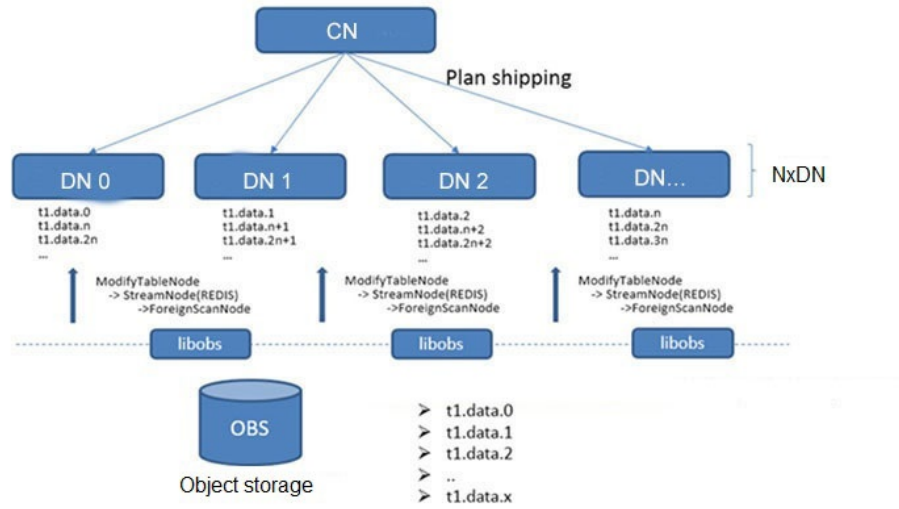 CN
Plan shipping
DN 0
DN 1
DN 2
DN...
NxDN
t1.data.0
t1.data.n
t1.data.2n
...
t1.data.1
t1.data.n+1
t1.data.2n+1
...
t1.data.2
t1.data.n+2
t1.data.2n+2
...
t1.data.n
t1.data.2n
t1.data.3n
...
ModifyTableNode
-> StreamNode(REDIS)
->ForeignScanNode
ModifyTableNode
-> StreamNode(REDIS)
->ForeignScanNode
ModifyTableNode
-> StreamNode(REDIS)
->ForeignScanNode
libobs
libobs
libobs
OBS
Object storage
➢ t1.data.0
➢ t1.data.1
➢ t1.data.2
➢ ..
➢ t1.data.x